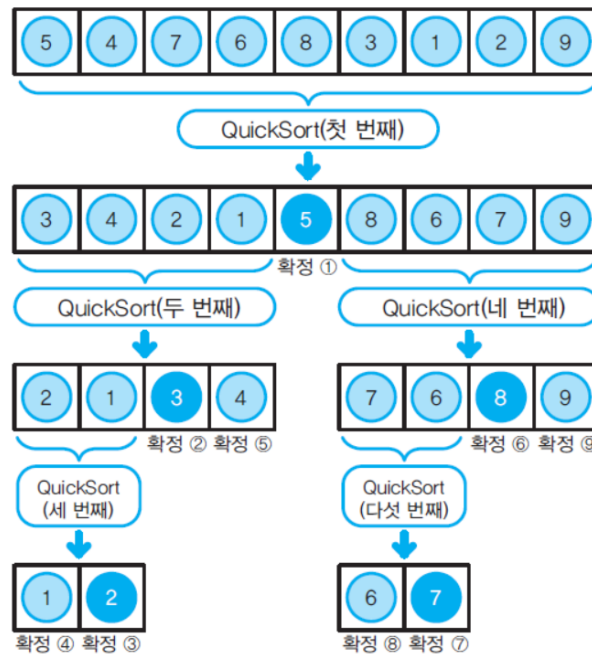 5 4 7 6 8 3 1 2 9
QuickSort(첫 번째)
3 4 2 1 5 8 6 7 9
확정 ①
QuickSort(두 번째) QuickSort(네 번째)
2 1 3 4 7 6 8 9
확정 ② 확정 ⑤ 확정 ⑥ 확정 ⑨
QuickSort QuickSort
(세 번째) (다섯 번째)
1 2 6 7
확정 ④ 확정 ③ 확정 ⑧ 확정 ⑦